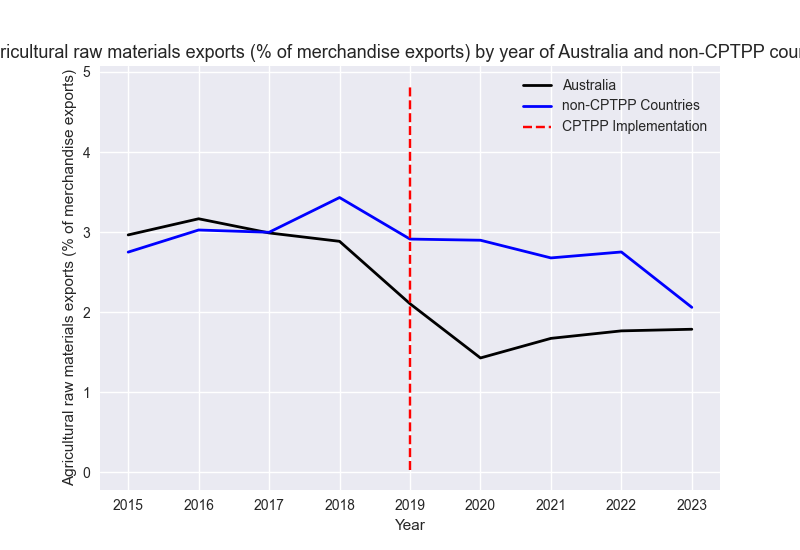 ricultural raw materials exports (% of merchandise exports) by year of Australia and non-CPTPP cour
Agricultural raw materials exports (% of merchandise exports)
5
4
3
2
1
0
Australia
non-CPTPP Countries
CPTPP Implementation
2015 2016 2017 2018 2019 2020 2021 2022 2023
Year